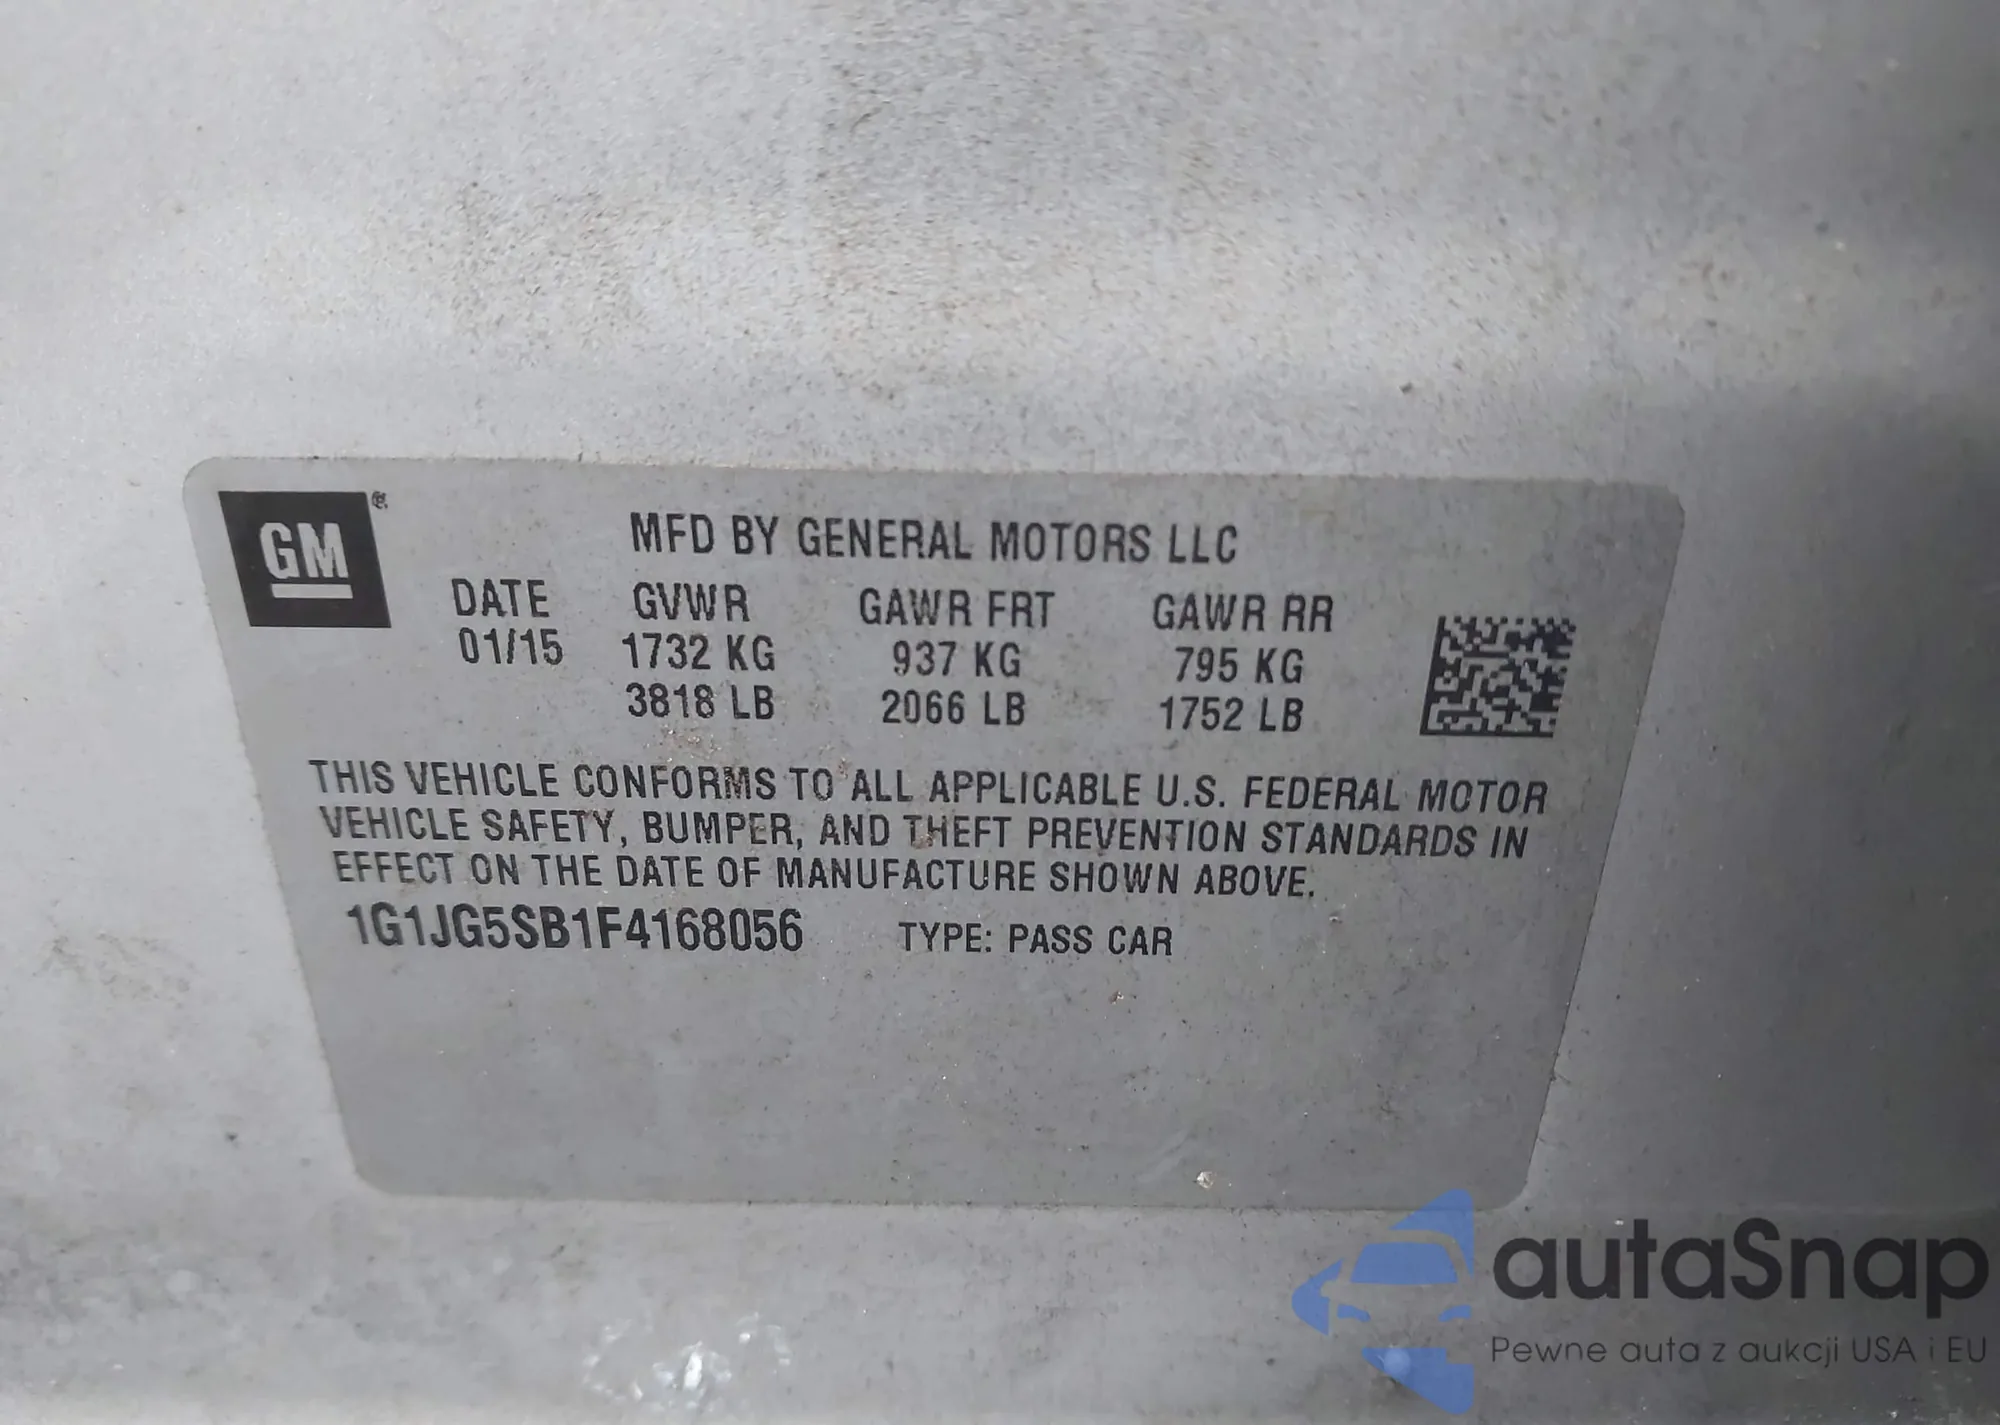 GM®
MFD BY GENERAL MOTORS LLC
DATE GVWR GAWR FRT GAWR RR
01/15 1732 KG 937 KG 795 KG
3818 LB 2066 LB 1752 LB
THIS VEHICLE CONFORMS TO ALL APPLICABLE U.S. FEDERAL MOTOR
VEHICLE SAFETY, BUMPER, AND THEFT PREVENTION STANDARDS IN
EFFECT ON THE DATE OF MANUFACTURE SHOWN ABOVE.
1G1JG5SB1F4168056 TYPE: PASS CAR
autaSnap
Pewne auta z aukcji USA i EU